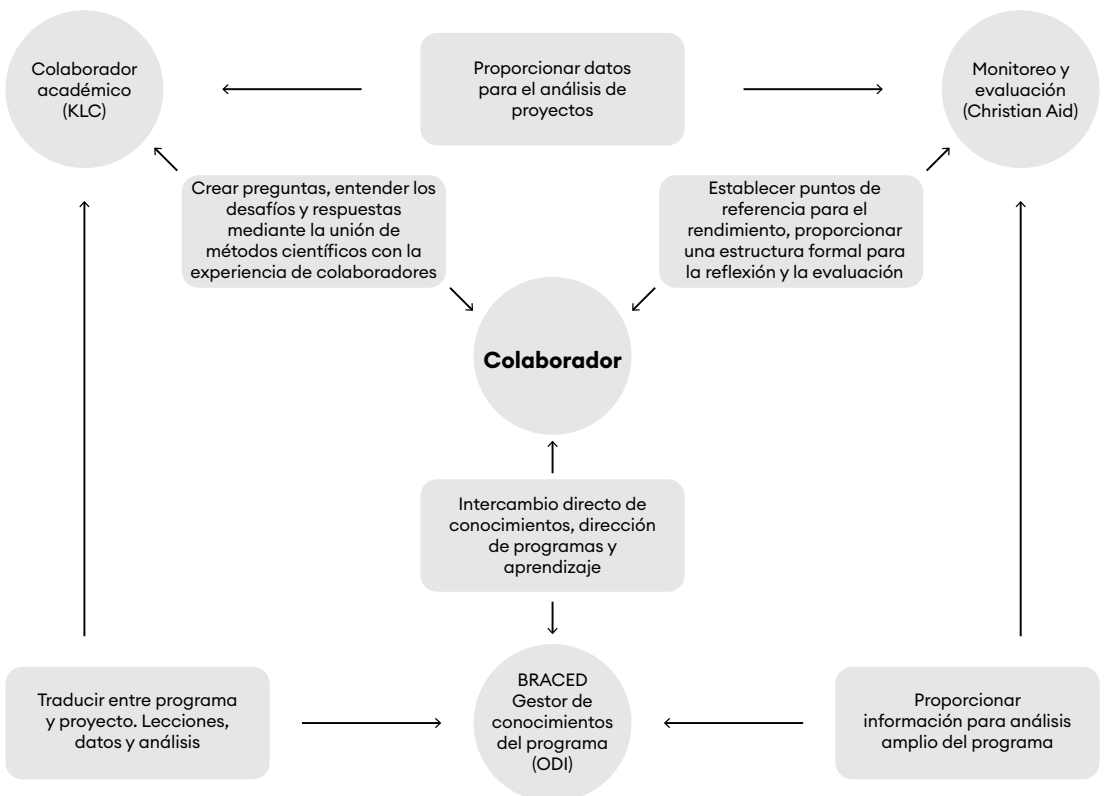 Colaborador
académico
(KLC)
Proporcionar datos
para el análisis de
proyectos
Monitoreo y
evaluación
(Christian Aid)
Crear preguntas, entender los
desafíos y respuestas
mediante la unión de
métodos científicos con la
experiencia de colaboradores
Establecer puntos de
referencia para el
rendimiento, proporcionar
una estructura formal para
la reflexión y la evaluación
Colaborador
Intercambio directo de
conocimientos, dirección
de programas y
aprendizaje
Traducir entre programa
y proyecto. Lecciones,
datos y análisis
BRACED
Gestor de
conocimientos
del programa
(ODI)
Proporcionar
información para análisis
amplio del programa